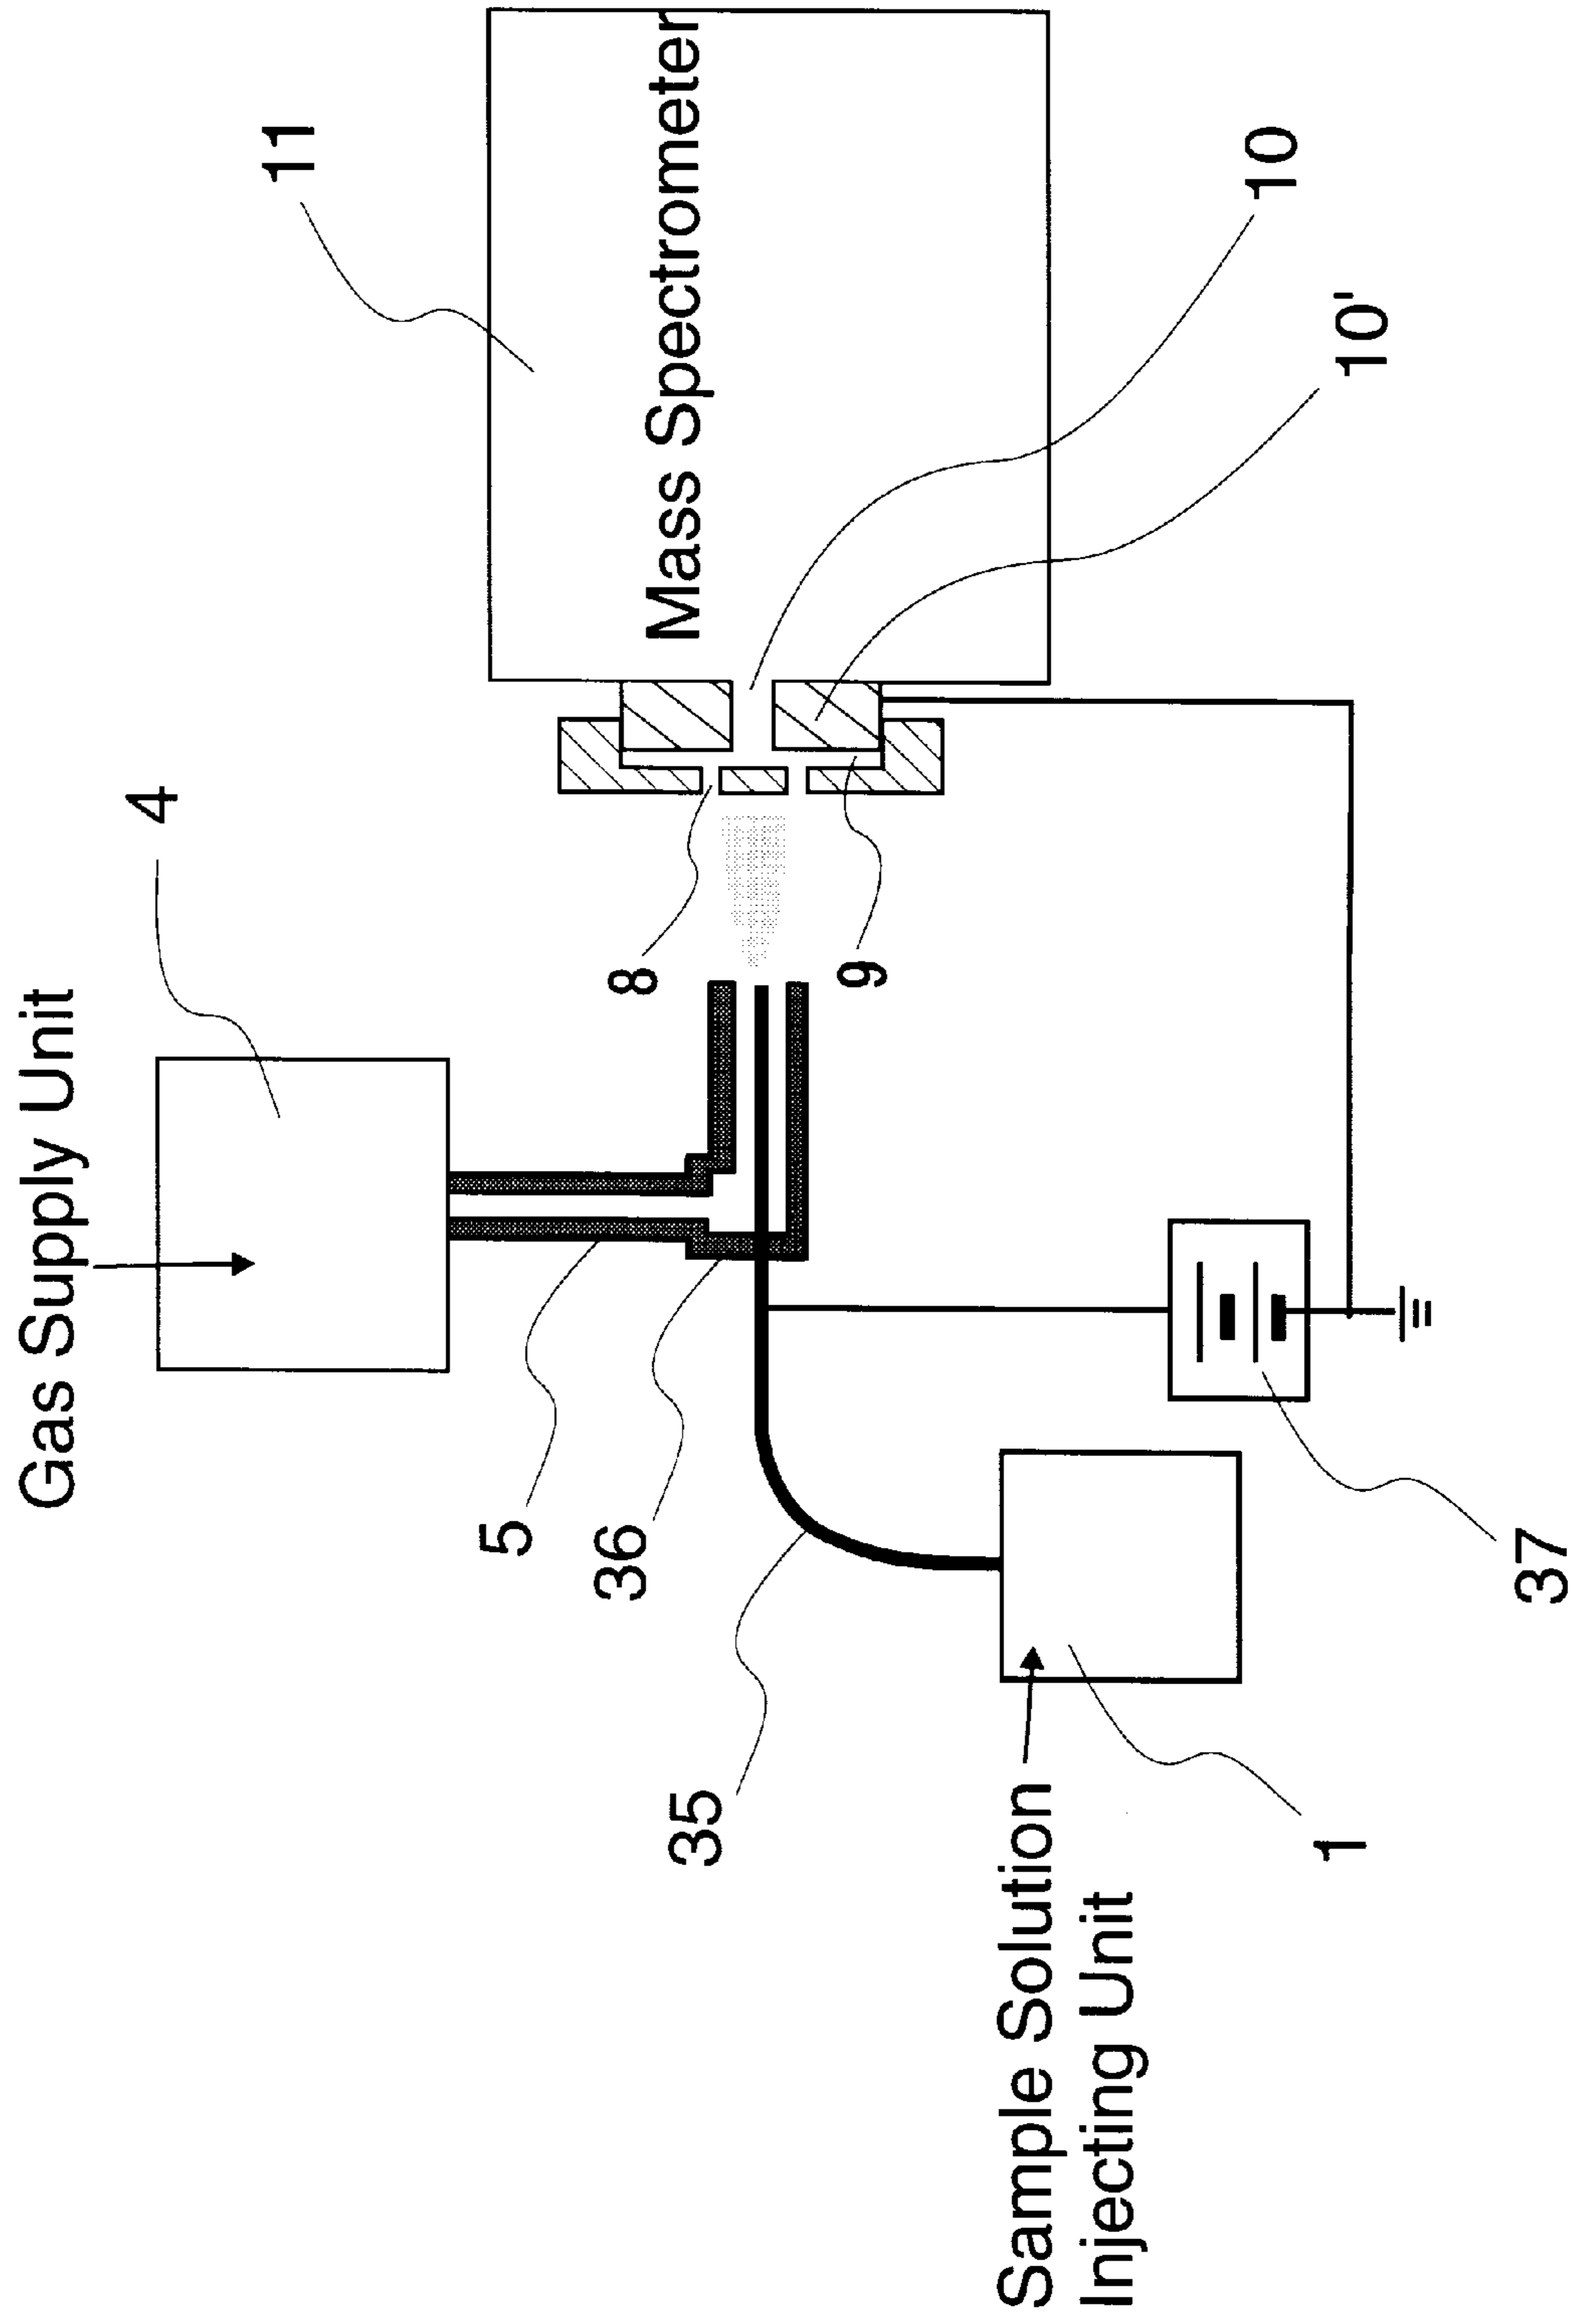 Gas Supply Unit
4
11
Mass Spectrometer
5
36
8
9
10
10'
35
37
Sample Solution
Injecting Unit
1